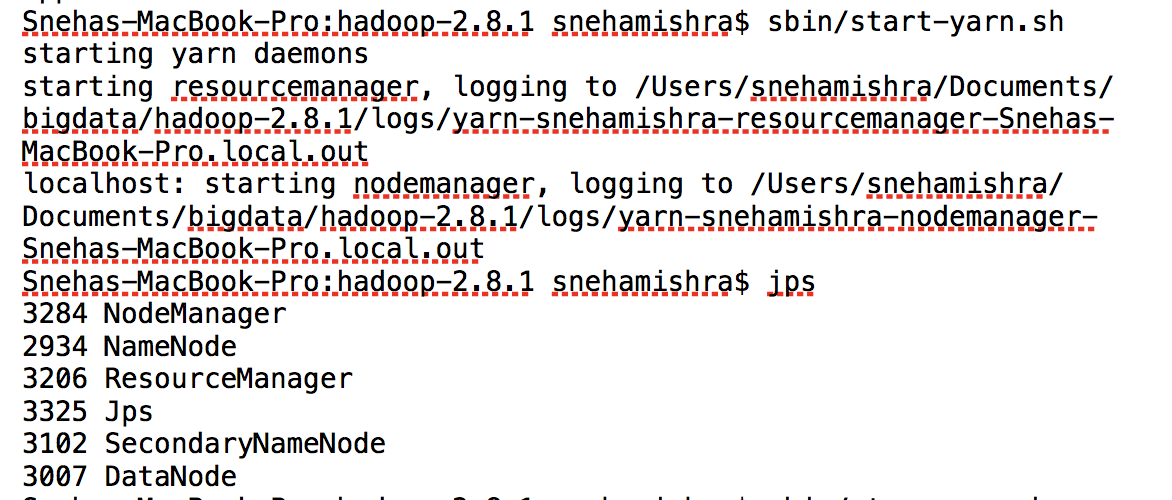 Snehas-MacBook-Pro:hadoop-2.8.1 snehamishra$ sbin/start-yarn.sh
starting yarn daemons
starting resourcemanager, logging to /Users/snehamishra/Documents/
bigdata/hadoop-2.8.1/logs/yarn-snehamishra-resourcemanager-Snehas-
MacBook-Pro.local.out
localhost: starting nodemanager, logging to /Users/snehamishra/
Documents/bigdata/hadoop-2.8.1/logs/yarn-snehamishra-nodemanager-
Snehas-MacBook-Pro.local.out
Snehas-MacBook-Pro:hadoop-2.8.1 snehamishra$ jps
3284 NodeManager
2934 NameNode
3206 ResourceManager
3325 Jps
3102 SecondaryNameNode
3007 DataNode